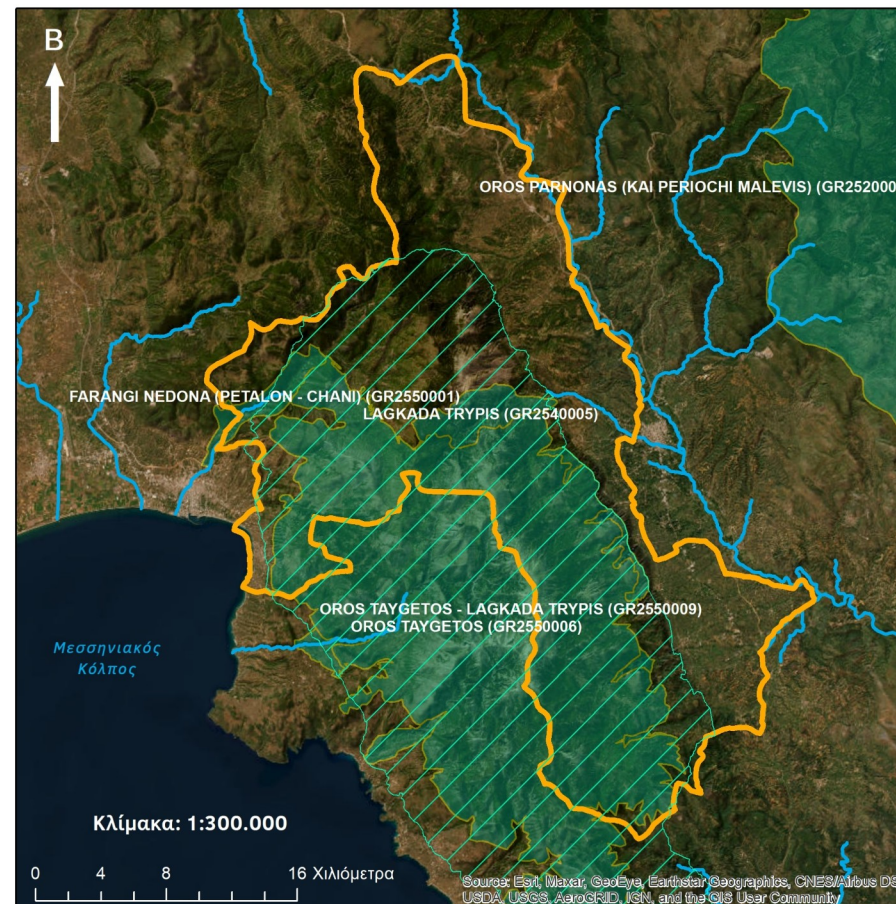 Β
OROS PARNONAS (KAI PERIOCHI MALEVIS) (GR252000
FARANGI NEDONA (PETALON - CHANI) (GR2550001)
LAGKADA TRYPIS (GR2540005)
OROS TAYGETOS - LAGKADA TRYPIS (GR2550009)
OROS TAYGETOS (GR2550006)
Μεσσηνιακός
Κόλπος
Κλίμακα: 1:300.000
0 4 8 16 Χιλιόμετρα
Source: Esri, Maxar, GeoEye, Earthstar Geographics, CNES/Airbus DS,
USDA, USGS, AeroGRID, IGN, and the GIS User Community